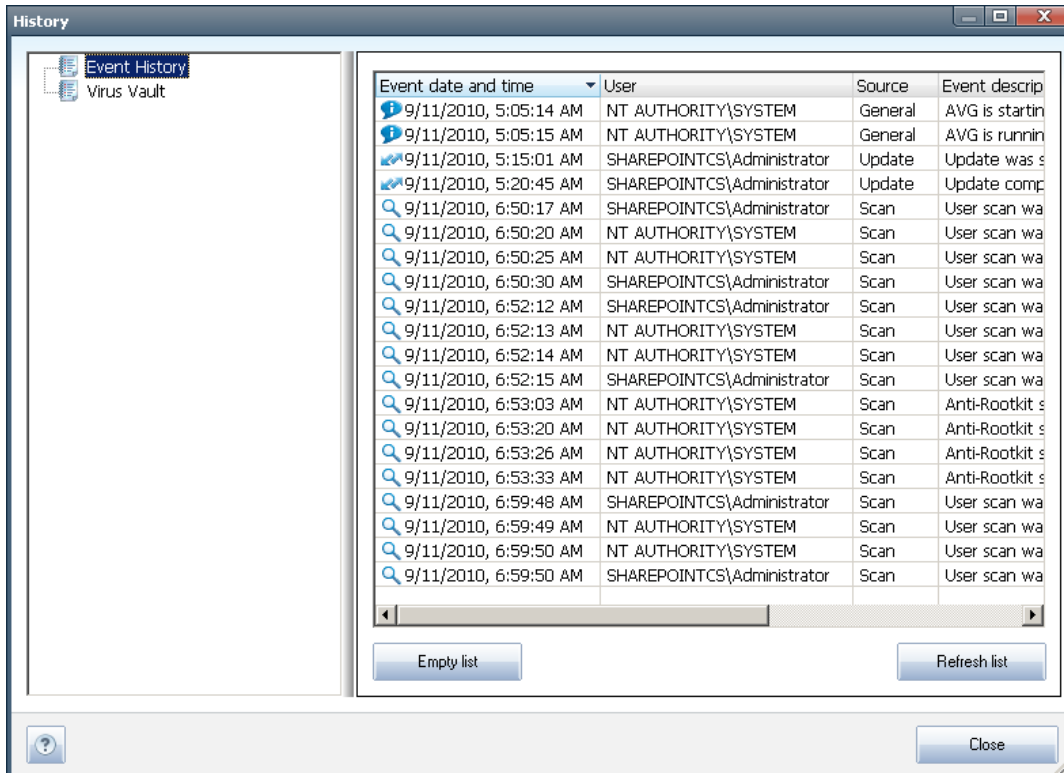 History
Event History
Virus Vault
Event date and time User Source Event descrip
9/11/2010, 5:05:14 AM NT AUTHORITY\SYSTEM General AVG is startin
9/11/2010, 5:05:15 AM NT AUTHORITY\SYSTEM General AVG is runnin
9/11/2010, 5:15:01 AM SHAREPOINTCS\Administrator Update Update was s
9/11/2010, 5:20:45 AM SHAREPOINTCS\Administrator Update Update comp
9/11/2010, 6:50:17 AM SHAREPOINTCS\Administrator Scan User scan wa
9/11/2010, 6:50:20 AM NT AUTHORITY\SYSTEM Scan User scan wa
9/11/2010, 6:50:25 AM NT AUTHORITY\SYSTEM Scan User scan wa
9/11/2010, 6:50:30 AM SHAREPOINTCS\Administrator Scan User scan wa
9/11/2010, 6:52:12 AM SHAREPOINTCS\Administrator Scan User scan wa
9/11/2010, 6:52:13 AM NT AUTHORITY\SYSTEM Scan User scan wa
9/11/2010, 6:52:14 AM NT AUTHORITY\SYSTEM Scan User scan wa
9/11/2010, 6:52:15 AM SHAREPOINTCS\Administrator Scan User scan wa
9/11/2010, 6:53:03 AM NT AUTHORITY\SYSTEM Scan Anti-Rootkit s
9/11/2010, 6:53:20 AM NT AUTHORITY\SYSTEM Scan Anti-Rootkit s
9/11/2010, 6:53:26 AM NT AUTHORITY\SYSTEM Scan Anti-Rootkit s
9/11/2010, 6:53:33 AM NT AUTHORITY\SYSTEM Scan Anti-Rootkit s
9/11/2010, 6:59:48 AM SHAREPOINTCS\Administrator Scan User scan wa
9/11/2010, 6:59:49 AM NT AUTHORITY\SYSTEM Scan User scan wa
9/11/2010, 6:59:50 AM NT AUTHORITY\SYSTEM Scan User scan wa
9/11/2010, 6:59:50 AM SHAREPOINTCS\Administrator Scan User scan wa
Empty list Refresh list
? Close